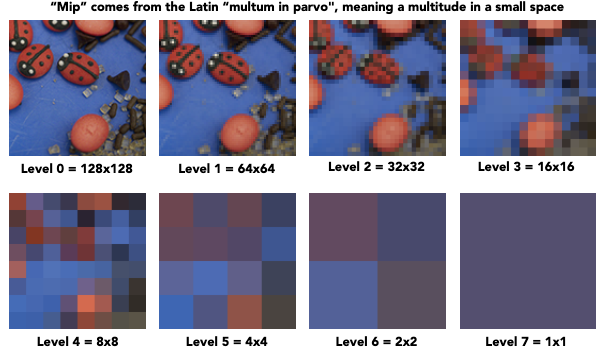 “Mip” comes from the Latin “multum in parvo", meaning a multitude in a small space
Level 0 = 128x128
Level 1 = 64x64
Level 2 = 32x32
Level 3 = 16x16
Level 4 = 8x8
Level 5 = 4x4
Level 6 = 2x2
Level 7 = 1x1